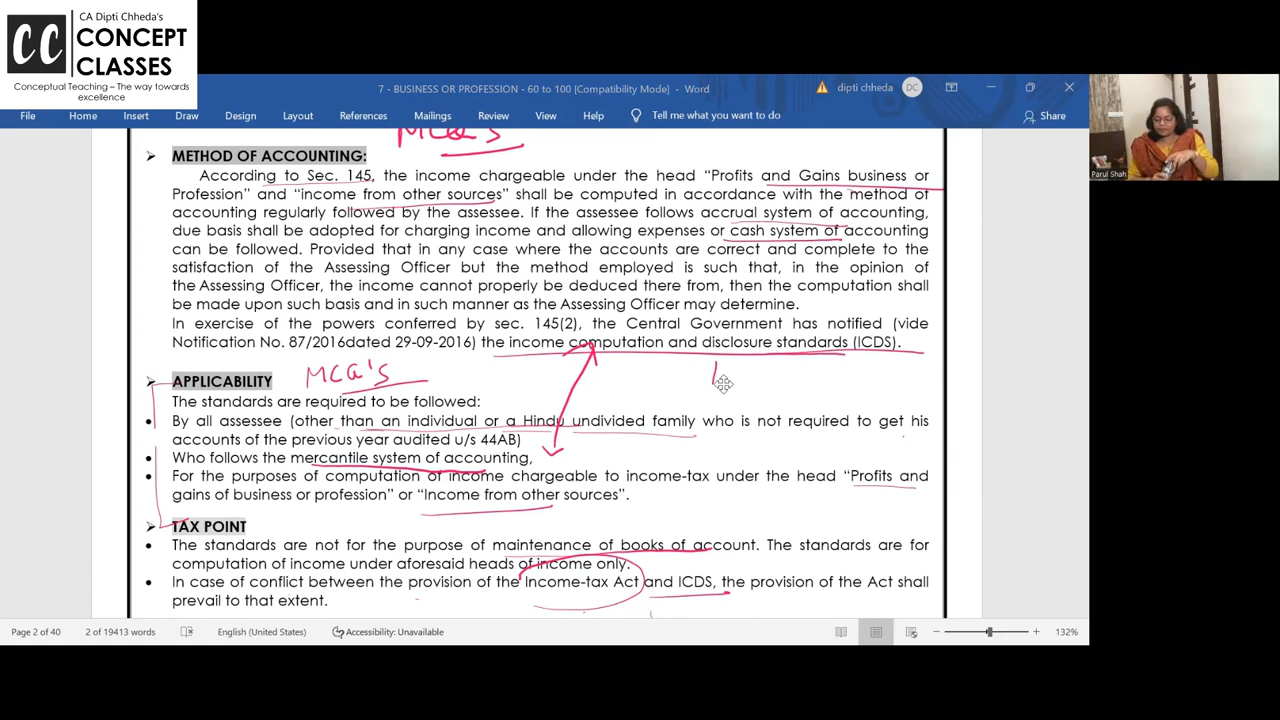 CA Dipti Chheda's
CC CONCEPT
CLASSES
Conceptual Teaching – The way towards
excellence
7 - BUSINESS OR PROFESSION - 60 to 100 [Compatibility Mode] - Word
dipti chheda DC
File Home Insert Draw Design Layout References Mailings Review View Help Tell me what you want to do Share
Parul Shah
MCQ's
➢ METHOD OF ACCOUNTING:
According to Sec. 145, the income chargeable under the head “Profits and Gains business or
Profession” and “income from other sources” shall be computed in accordance with the method of
accounting regularly followed by the assessee. If the assessee follows accrual system of accounting,
due basis shall be adopted for charging income and allowing expenses or cash system of accounting
can be followed. Provided that in any case where the accounts are correct and complete to the
satisfaction of the Assessing Officer but the method employed is such that, in the opinion of
the Assessing Officer, the income cannot properly be deduced there from, then the computation shall
be made upon such basis and in such manner as the Assessing Officer may determine.
In exercise of the powers conferred by sec. 145(2), the Central Government has notified (vide
Notification No. 87/2016dated 29-09-2016) the income computation and disclosure standards (ICDS).
➢ APPLICABILITY MCQ's
The standards are required to be followed:
• By all assessee (other than an individual or a Hindu undivided family who is not required to get his
accounts of the previous year audited u/s 44AB)
• Who follows the mercantile system of accounting,
• For the purposes of computation of income chargeable to income-tax under the head “Profits and
gains of business or profession” or “Income from other sources”.
➢ TAX POINT
• The standards are not for the purpose of maintenance of books of account. The standards are for
computation of income under aforesaid heads of income only.
• In case of conflict between the provision of the Income-tax Act and ICDS, the provision of the Act shall
prevail to that extent.
Page 2 of 40 2 of 19413 words English (United States) Accessibility: Unavailable 132%